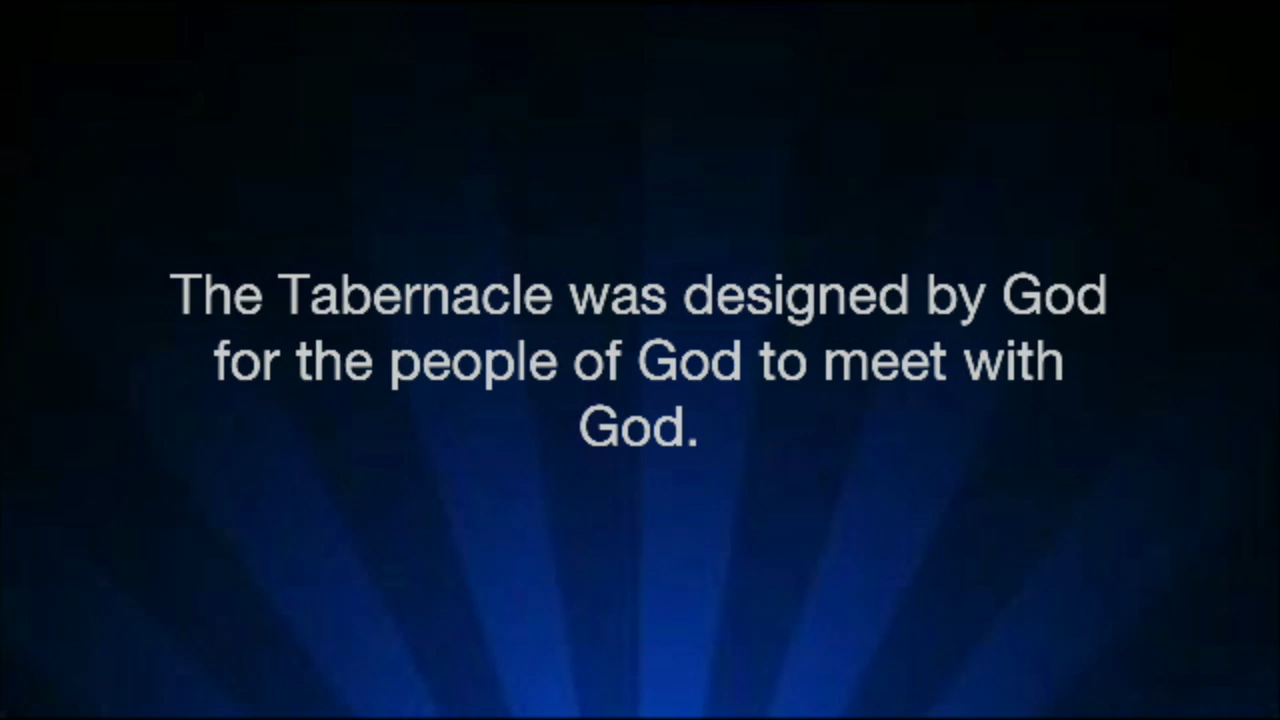 The Tabernacle was designed by God
for the people of God to meet with
God.